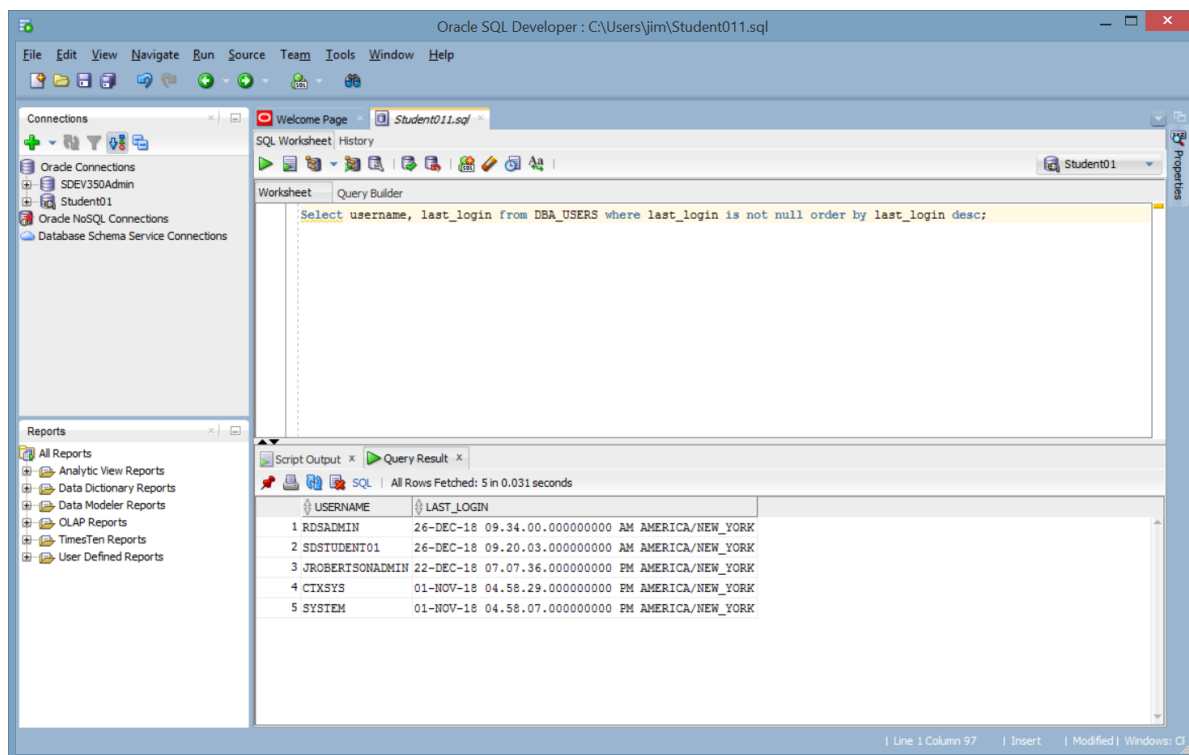 Oracle SQL Developer : C:\Users\jim\Student011.sql
File Edit View Navigate Run Source Team Tools Window Help
Connections
Oracle Connections
SDEV350Admin
Student01
Oracle NoSQL Connections
Database Schema Service Connections
Reports
All Reports
Analytic View Reports
Data Dictionary Reports
Data Modeler Reports
OLAP Reports
TimesTen Reports
User Defined Reports
Welcome Page Student011.sql
SQL Worksheet History
Student01
Worksheet Query Builder
Select username, last_login from DBA_USERS where last_login is not null order by last_login desc;
Script Output Query Result
SQL | All Rows Fetched: 5 in 0.031 seconds
USERNAME LAST_LOGIN
1 RDSADMIN 26-DEC-18 09.34.00.000000000 AM AMERICA/NEW_YORK
2 SDSTUDENT01 26-DEC-18 09.20.03.000000000 AM AMERICA/NEW_YORK
3 JROBERTSONADMIN 22-DEC-18 07.07.36.000000000 PM AMERICA/NEW_YORK
4 CTXSYS 01-NOV-18 04.58.29.000000000 PM AMERICA/NEW_YORK
5 SYSTEM 01-NOV-18 04.58.07.000000000 PM AMERICA/NEW_YORK
Properties
| Line 1 Column 97 | Insert | Modified | Windows: